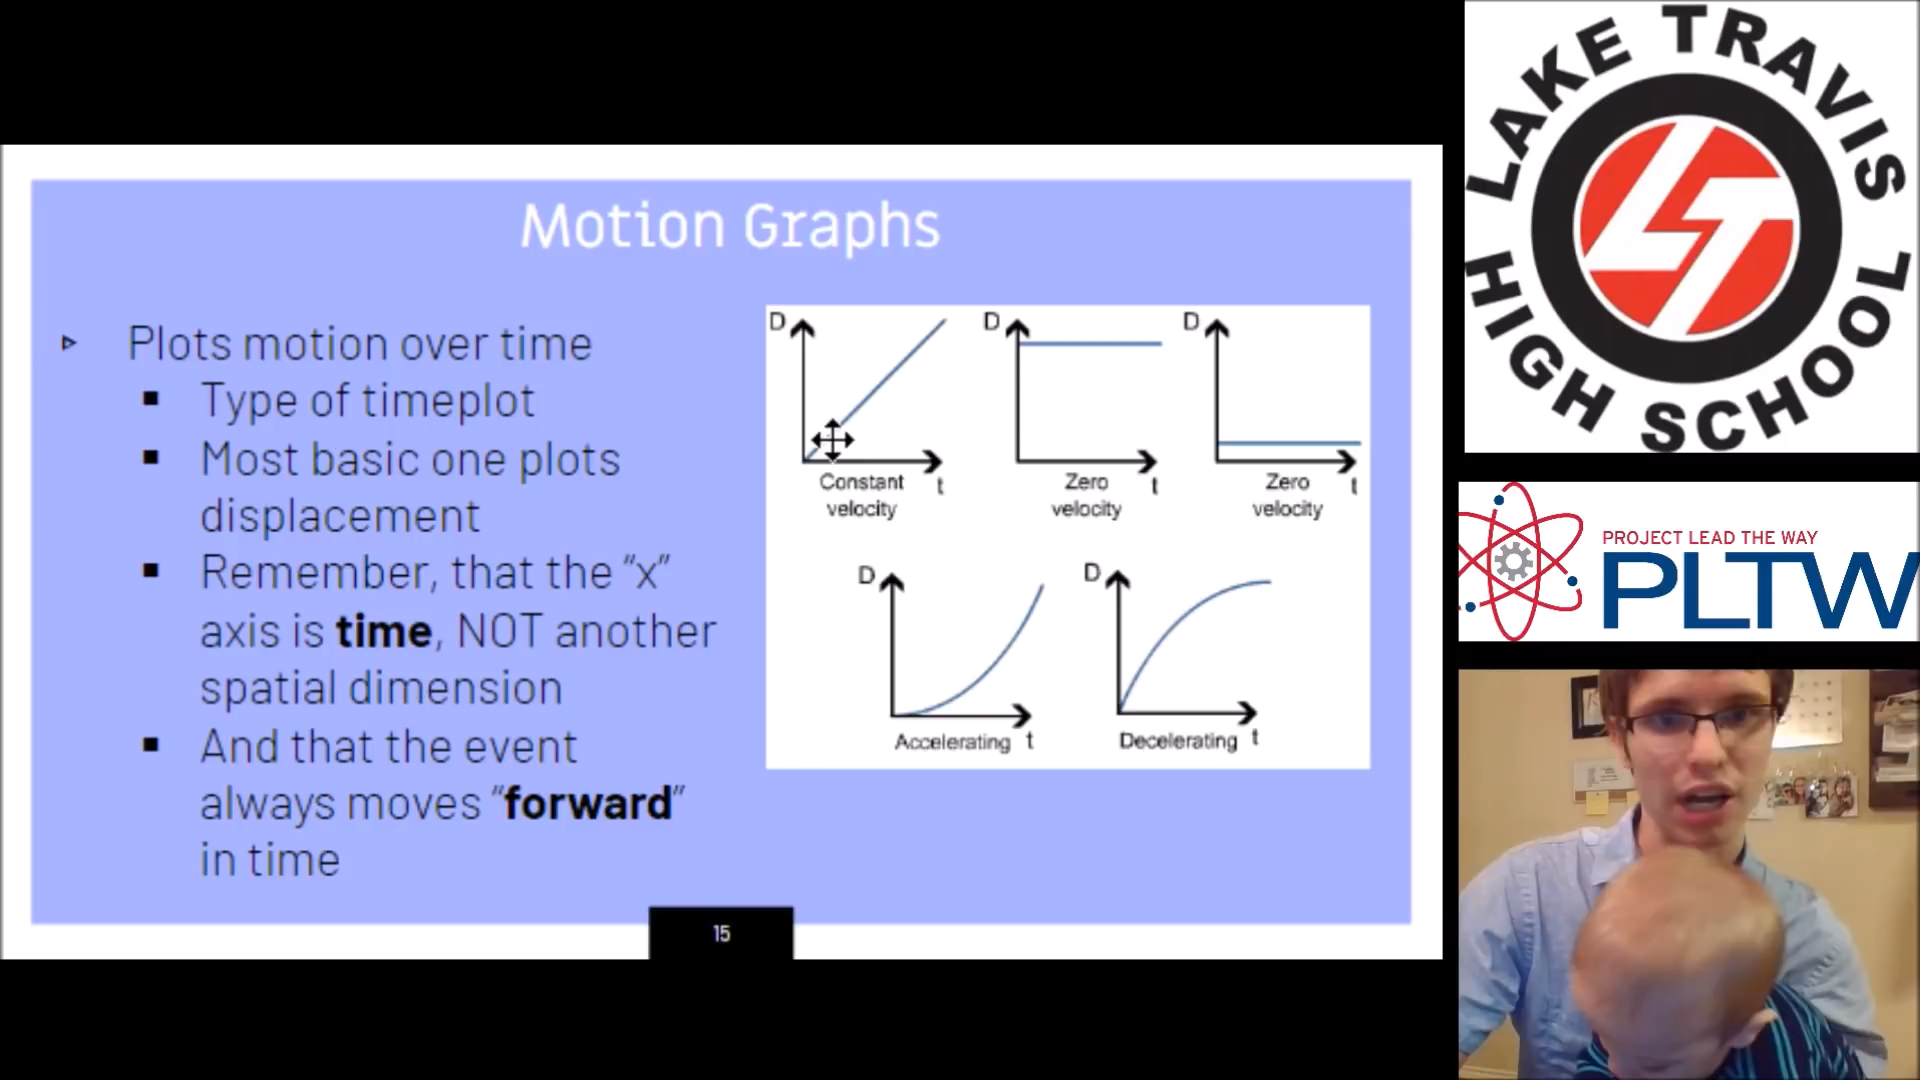 Motion Graphs
▹ Plots motion over time
▪ Type of timeplot
▪ Most basic one plots
displacement
▪ Remember, that the “x”
axis is time, NOT another
spatial dimension
▪ And that the event
always moves “forward”
in time
D
D
D
Constant t
velocity
Zero t
velocity
Zero t
velocity
D
D
Accelerating t
Decelerating t
15
LAKE TRAVIS
HIGH SCHOOL
LT
PROJECT LEAD THE WAY
PLTW